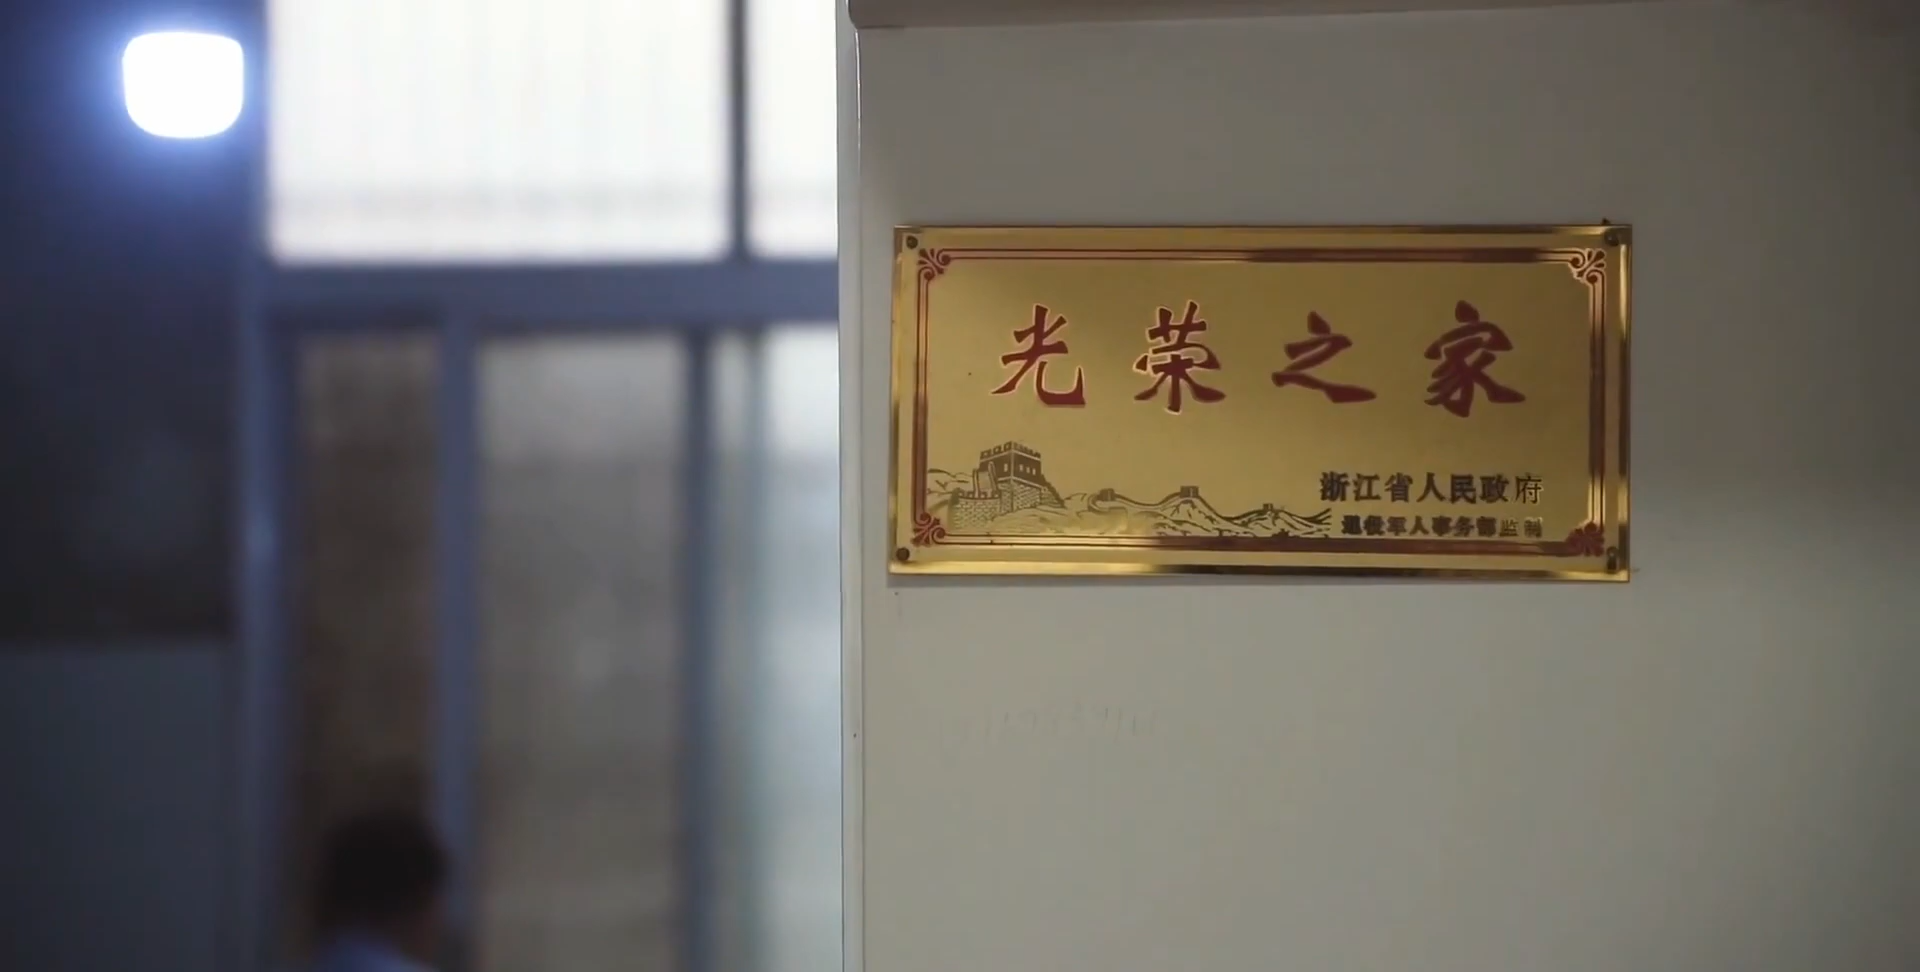 光荣之家
浙江省人民政府
退役军人事务部监制